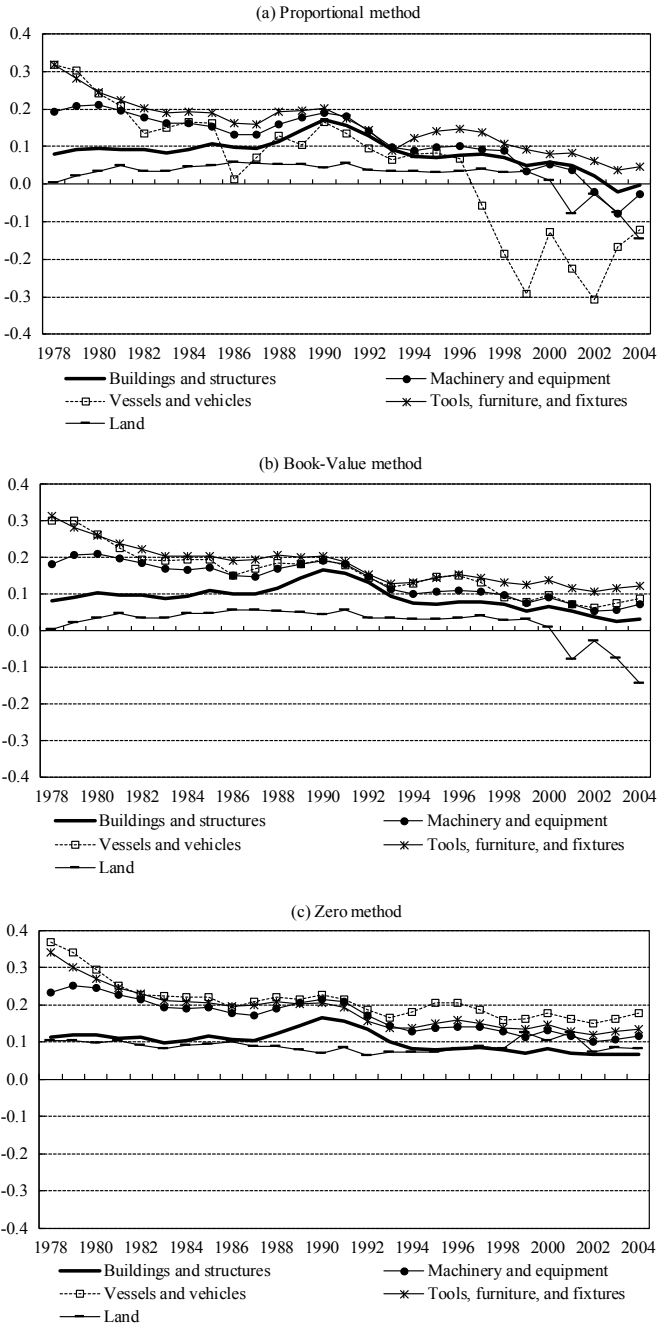 (a) Proportional method
0.4
0.3
0.2
0.1
0.0
-0.1
-0.2
-0.3
-0.4
1978 1980 1982 1984 1986 1988 1990 1992 1994 1996 1998 2000 2002 2004
Buildings and structures Machinery and equipment
Vessels and vehicles Tools, furniture, and fixtures
Land
(b) Book-Value method
0.4
0.3
0.2
0.1
0.0
-0.1
-0.2
-0.3
-0.4
1978 1980 1982 1984 1986 1988 1990 1992 1994 1996 1998 2000 2002 2004
Buildings and structures Machinery and equipment
Vessels and vehicles Tools, furniture, and fixtures
Land
(c) Zero method
0.4
0.3
0.2
0.1
0.0
-0.1
-0.2
-0.3
-0.4
1978 1980 1982 1984 1986 1988 1990 1992 1994 1996 1998 2000 2002 2004
Buildings and structures Machinery and equipment
Vessels and vehicles Tools, furniture, and fixtures
Land